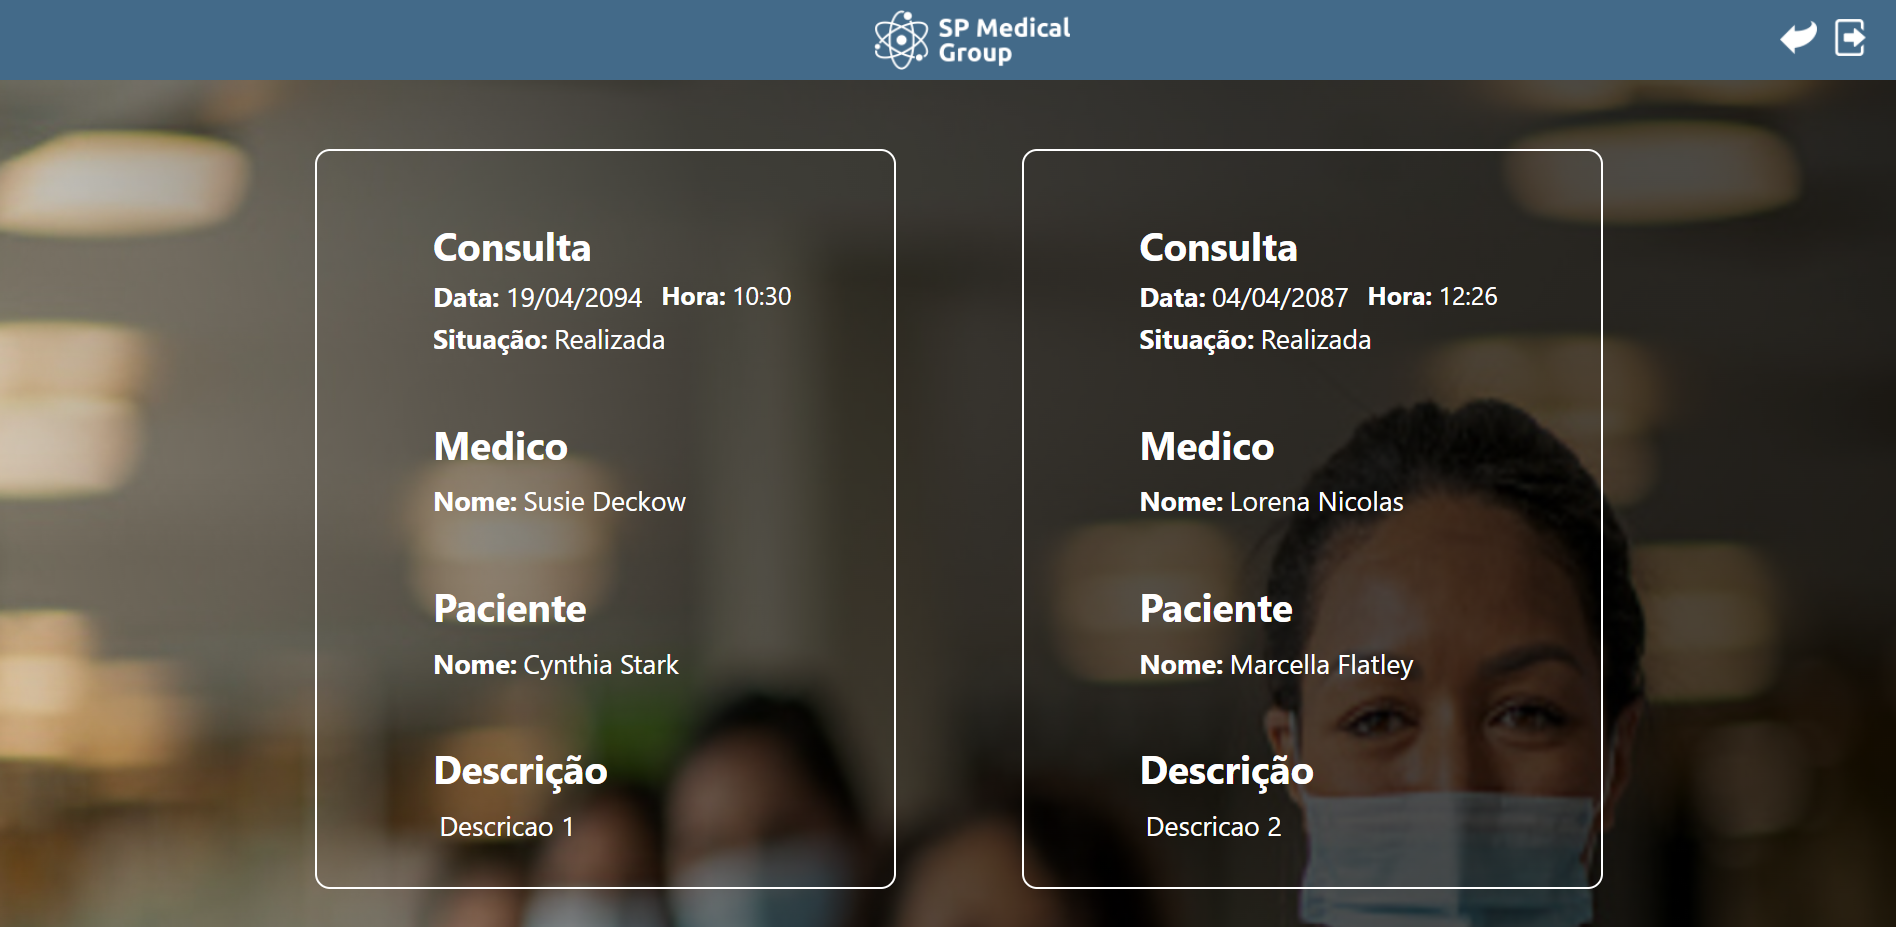 SP Medical
Group
Consulta
Data: 19/04/2094 Hora: 10:30
Situação: Realizada
Medico
Nome: Susie Deckow
Paciente
Nome: Cynthia Stark
Descrição
Descricao 1
Consulta
Data: 04/04/2087 Hora: 12:26
Situação: Realizada
Medico
Nome: Lorena Nicolas
Paciente
Nome: Marcella Flatley
Descrição
Descricao 2